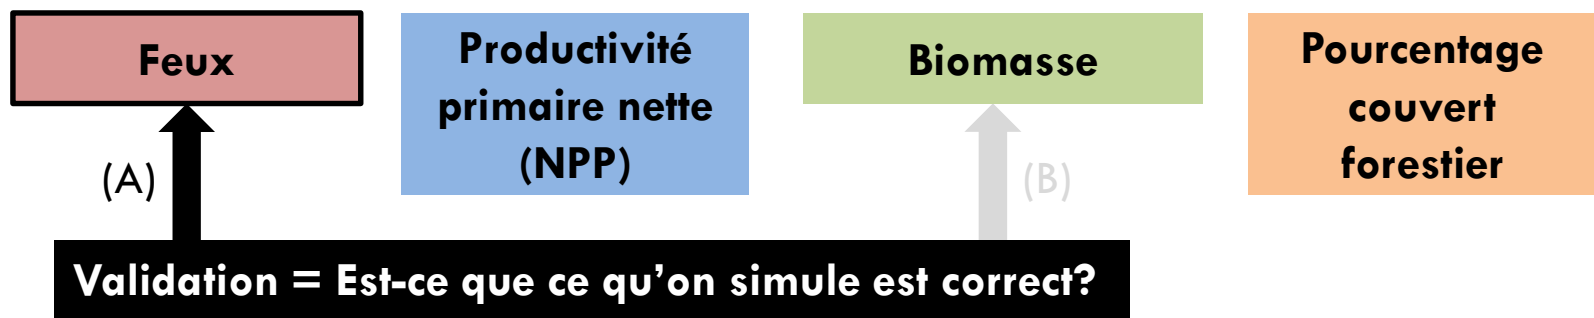 Feux
Productivité
primaire nette
(NPP)
Biomasse
Pourcentage
couvert
forestier
(A)
(B)
Validation = Est-ce que ce qu’on simule est correct?